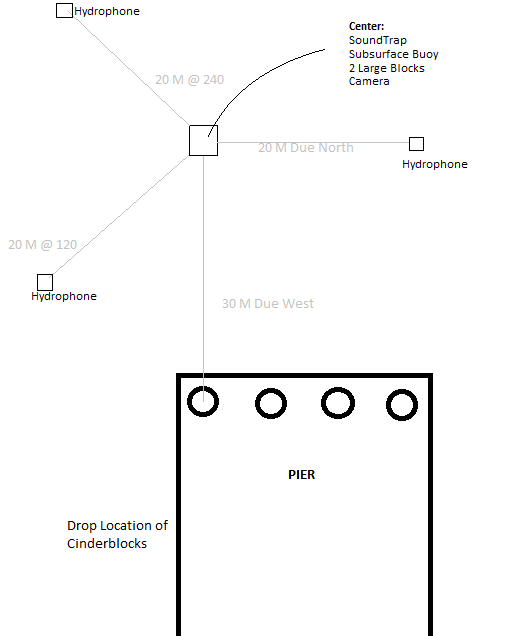 Hydrophone
Center:
SoundTrap
Subsurface Buoy
2 Large Blocks
Camera
20 M @ 240
20 M Due North
Hydrophone
20 M @ 120
Hydrophone
30 M Due West
PIER
Drop Location of
Cinderblocks